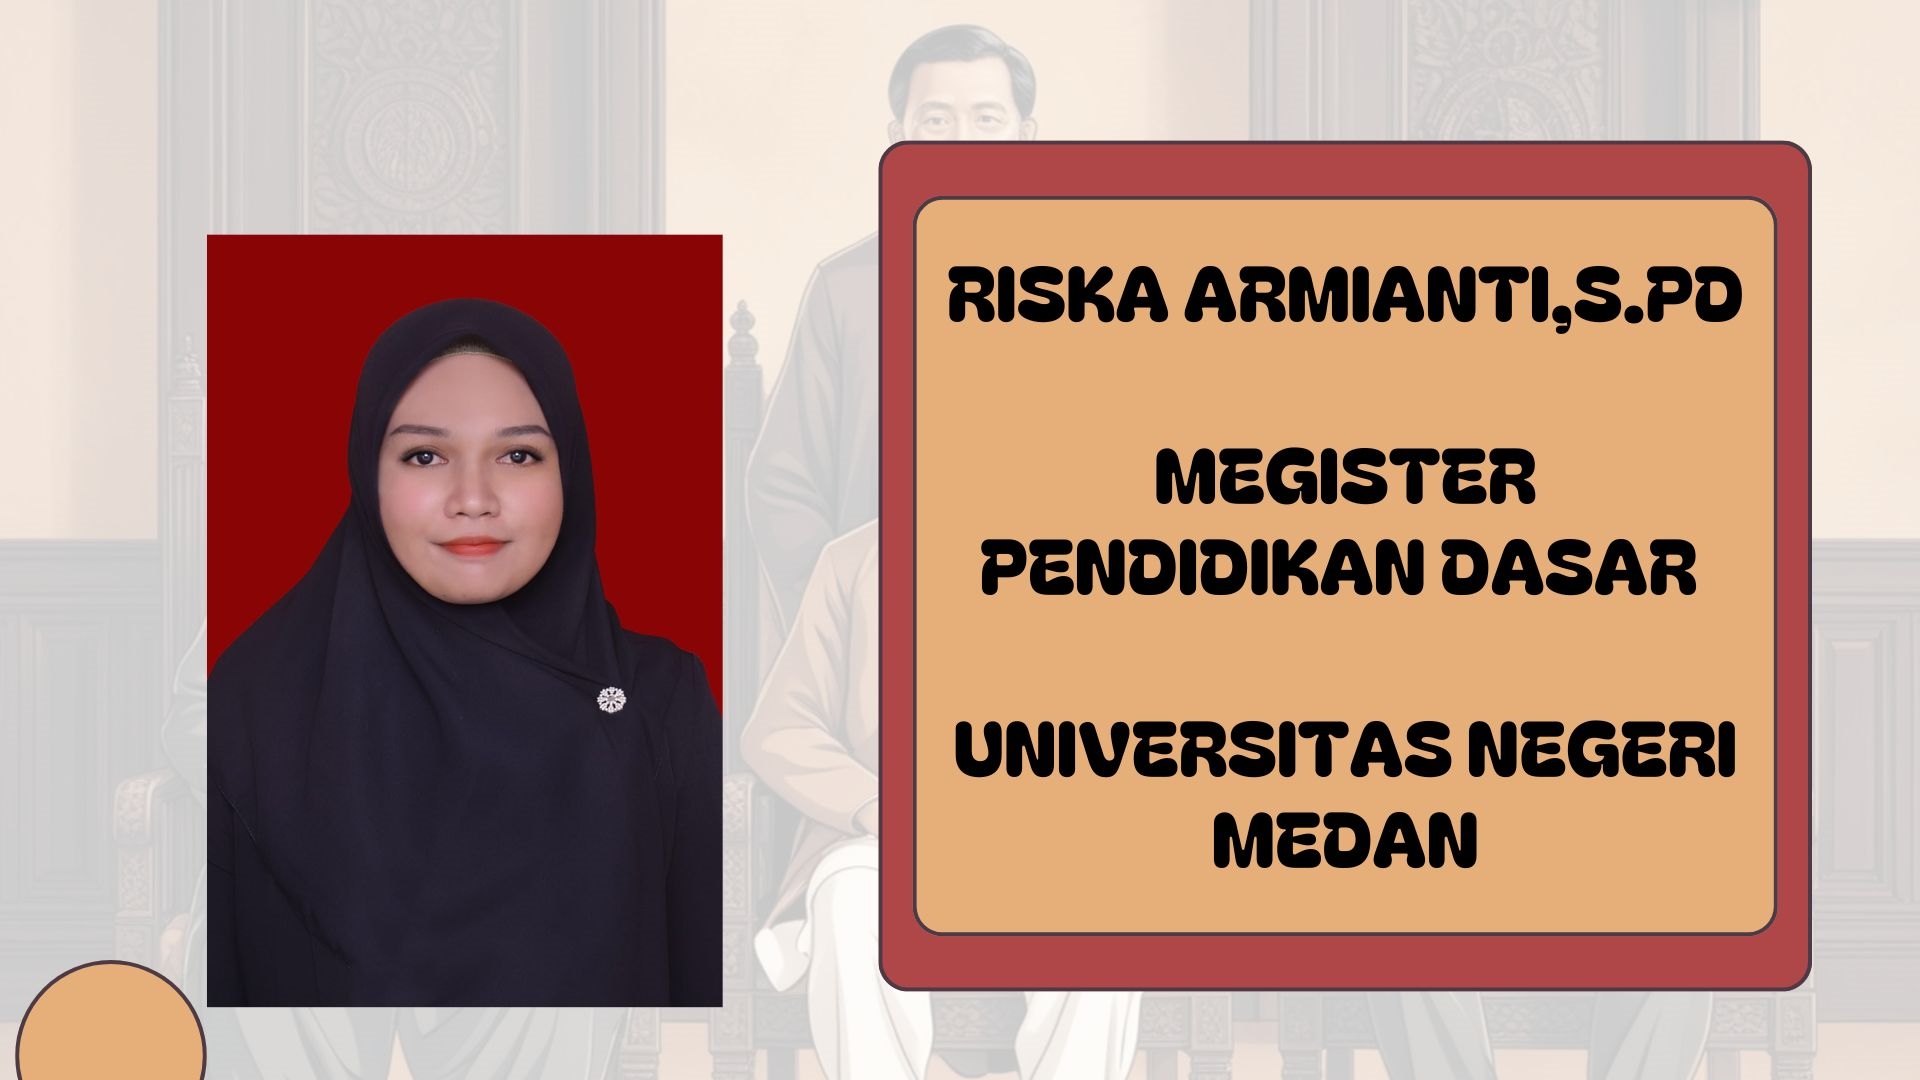 RISKA ARMIANTI,S.PD
MEGISTER
PENDIDIKAN DASAR
UNIVERSITAS NEGERI
MEDAN